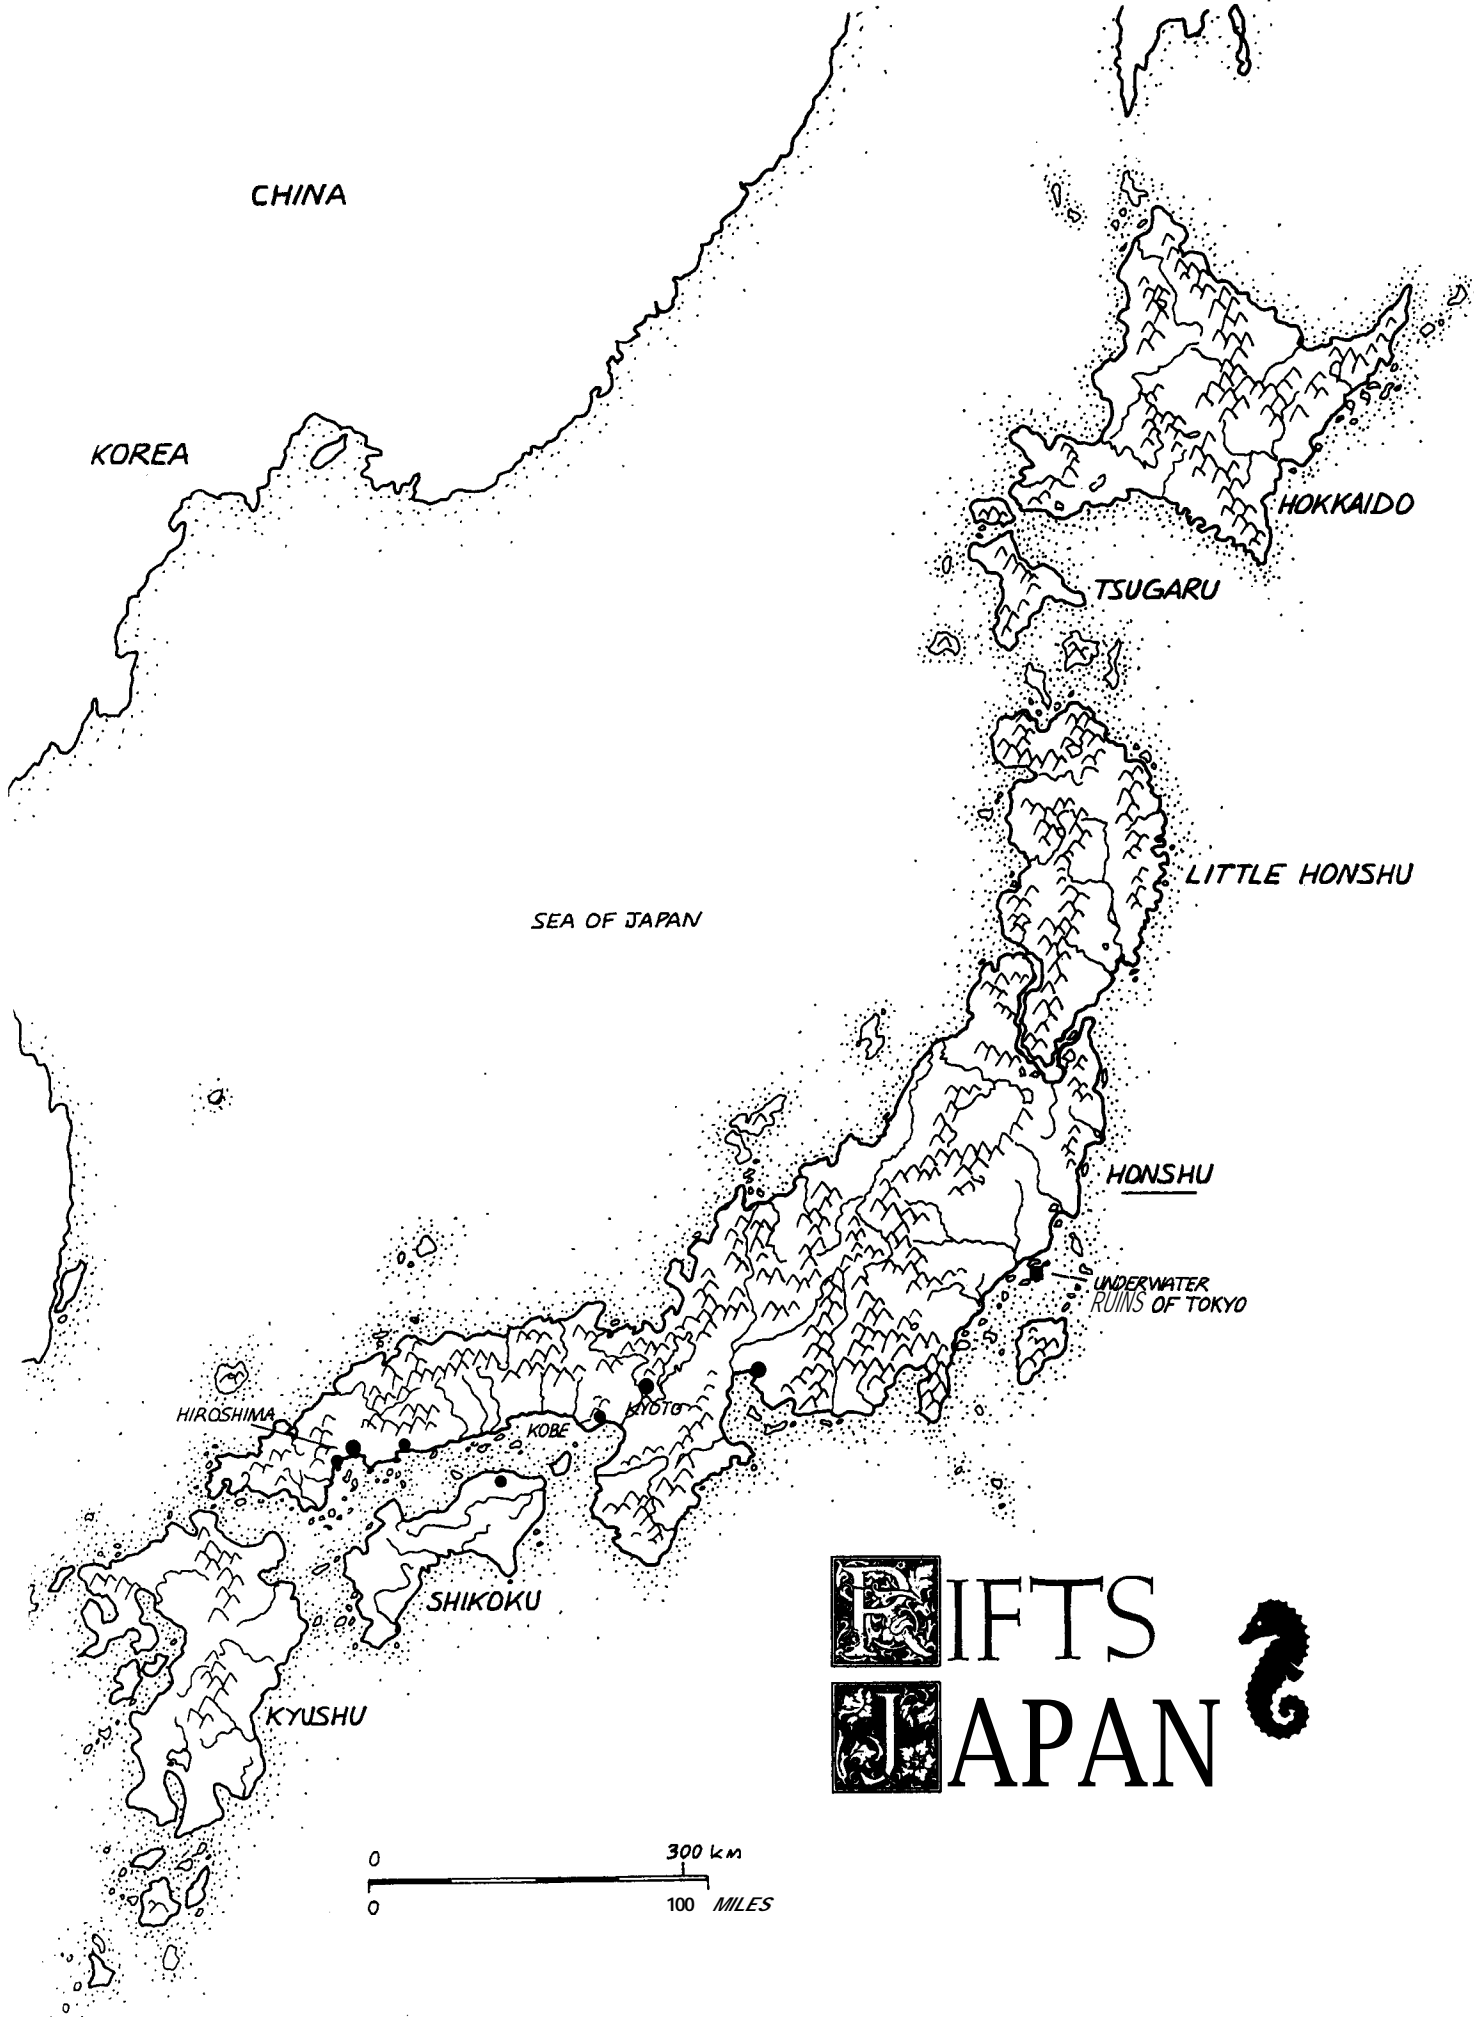 CHINA
KOREA
HOKKAIDO
TSUGARU
LITTLE HONSHU
SEA OF JAPAN
HONSHU
UNDERWATER
RUINS OF TOKYO
HIROSHIMA
KYOTO
KOBE
SHIKOKU
KYUSHU
RIFTS
JAPAN
0 300 km
0 100 MILES